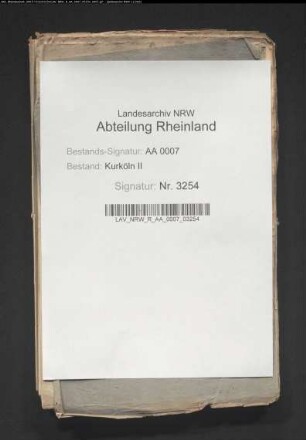 Landesarchiv NRW
Abteilung Rheinland
Bestands-Signatur: AA 0007
Bestand: Kurköln II
Signatur: Nr. 3254
LAV_NRW_R_AA_0007_03254